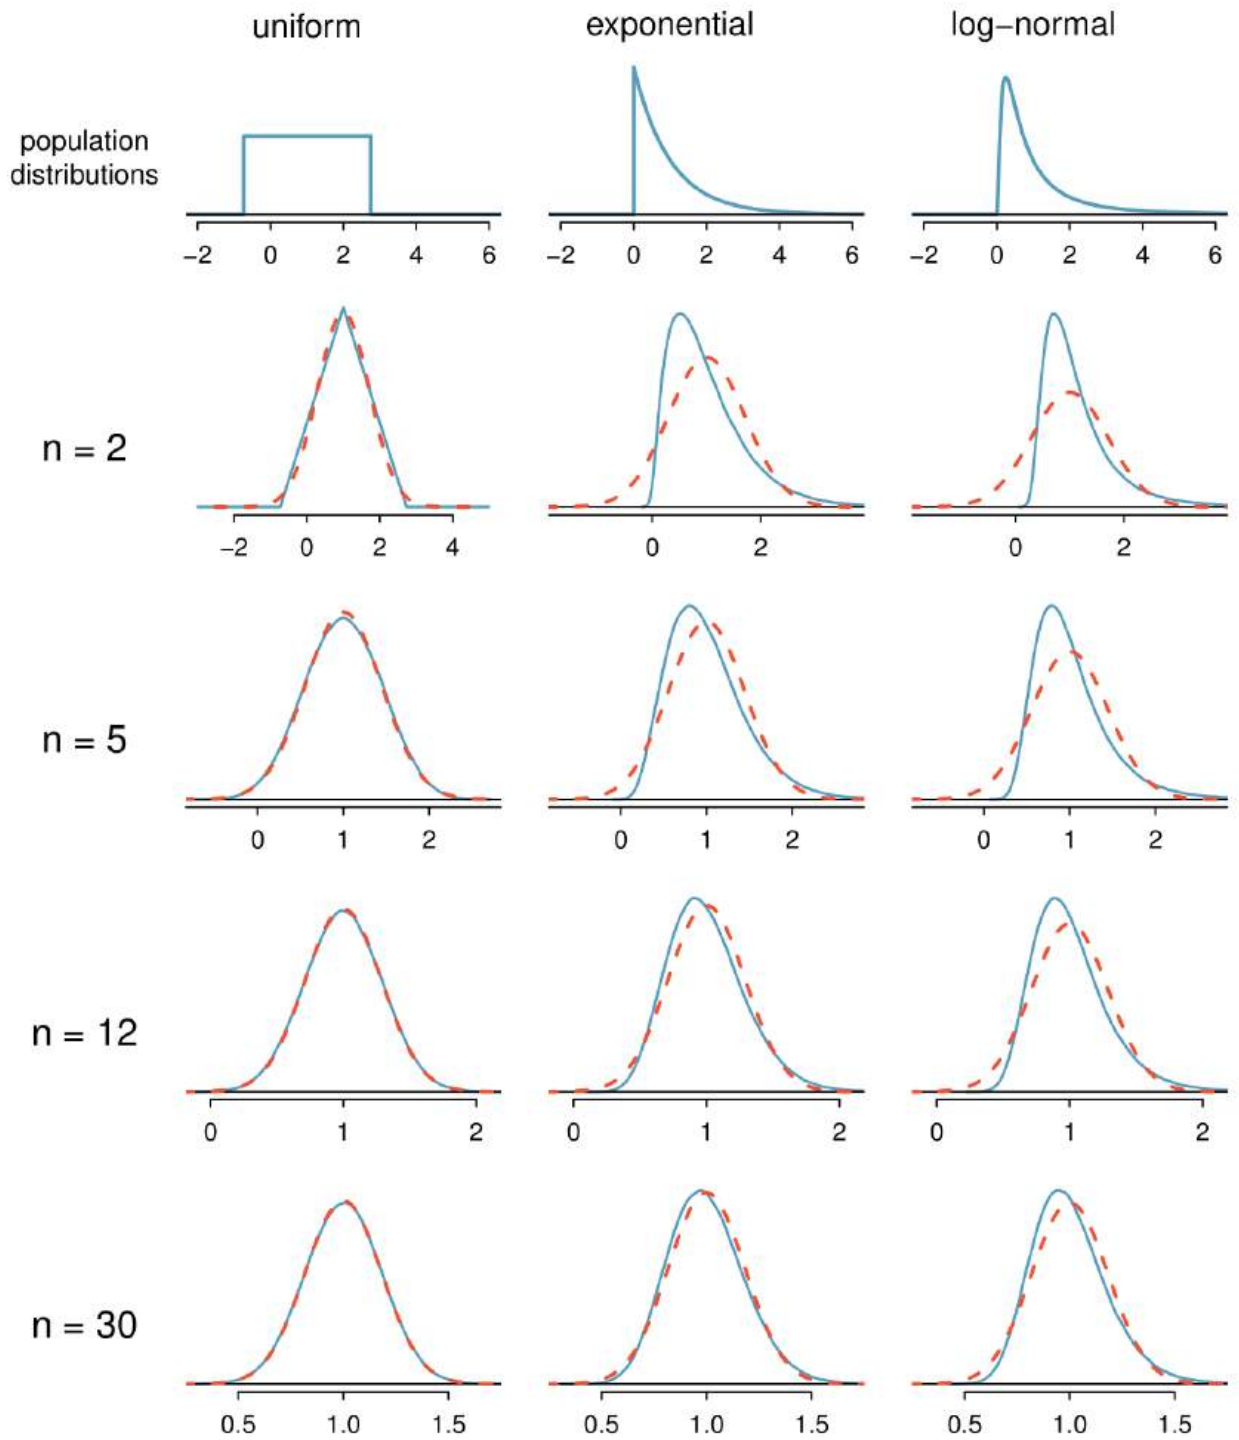 uniform exponential log−normal
population
distributions
−2 0 2 4 6 −2 0 2 4 6 −2 0 2 4 6
n = 2
−2 0 2 4 0 2 0 2
n = 5
0 1 2 0 1 2 0 1 2
n = 12
0 1 2 0 1 2 0 1 2
n = 30
0.5 1.0 1.5 0.5 1.0 1.5 0.5 1.0 1.5